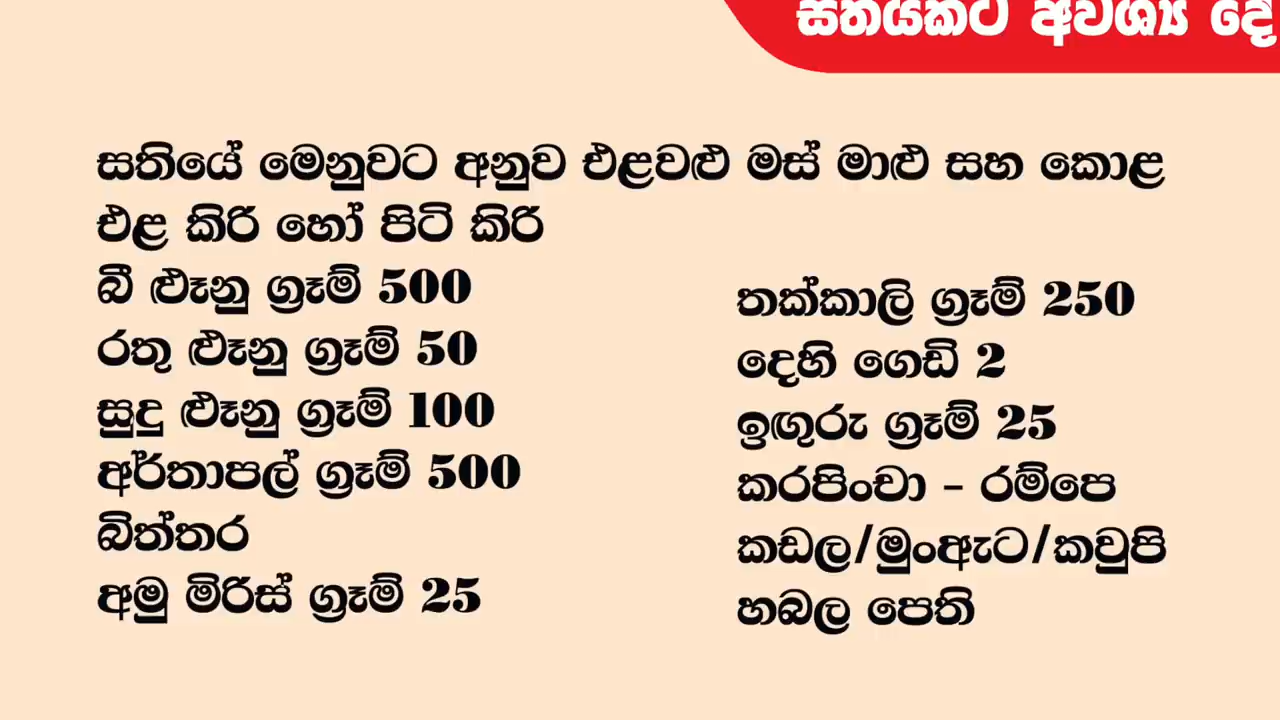 සතියකට අවශ්‍ය දේ
සතියේ මෙනුවට අනුව එළවළු මස් මාළු සහ කොළ
එළ කිරි හෝ පිටි කිරි
බී ළූනු ග්‍රෑම් 500
රතු ළූනු ග්‍රෑම් 50
සුදු ළූනු ග්‍රෑම් 100
අර්තාපල් ග්‍රෑම් 500
බිත්තර
අමු මිරිස් ග්‍රෑම් 25
තක්කාලි ග්‍රෑම් 250
දෙහි ගෙඩි 2
ඉඟුරු ග්‍රෑම් 25
කරපිංචා - රම්පෙ
කඩල/මුංඇට/කව්පි
හබල පෙති